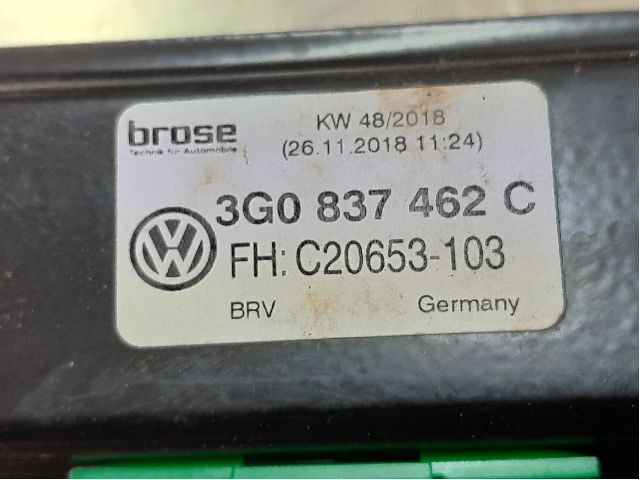 brose
Technik für Automobile
KW 48/2018
(26.11.2018 11:24)
3G0 837 462 C
FH: C20653-103
BRV
Germany